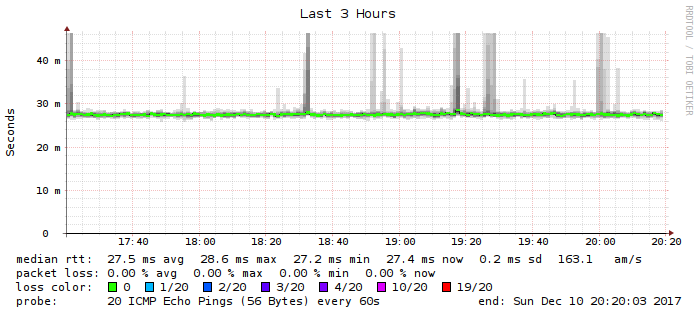 Last 3 Hours
RRDTOOL / TOBI OETIKER
Seconds
40 m
30 m
20 m
10 m
0
17:40 18:00 18:20 18:40 19:00 19:20 19:40 20:00 20:20
median rtt: 27.5 ms avg 28.6 ms max 27.2 ms min 27.4 ms now 0.2 ms sd 163.1 am/s
packet loss: 0.00 % avg 0.00 % max 0.00 % min 0.00 % now
loss color: 0 1/20 2/20 3/20 4/20 10/20 19/20
probe: 20 ICMP Echo Pings (56 Bytes) every 60s end: Sun Dec 10 20:20:03 2017